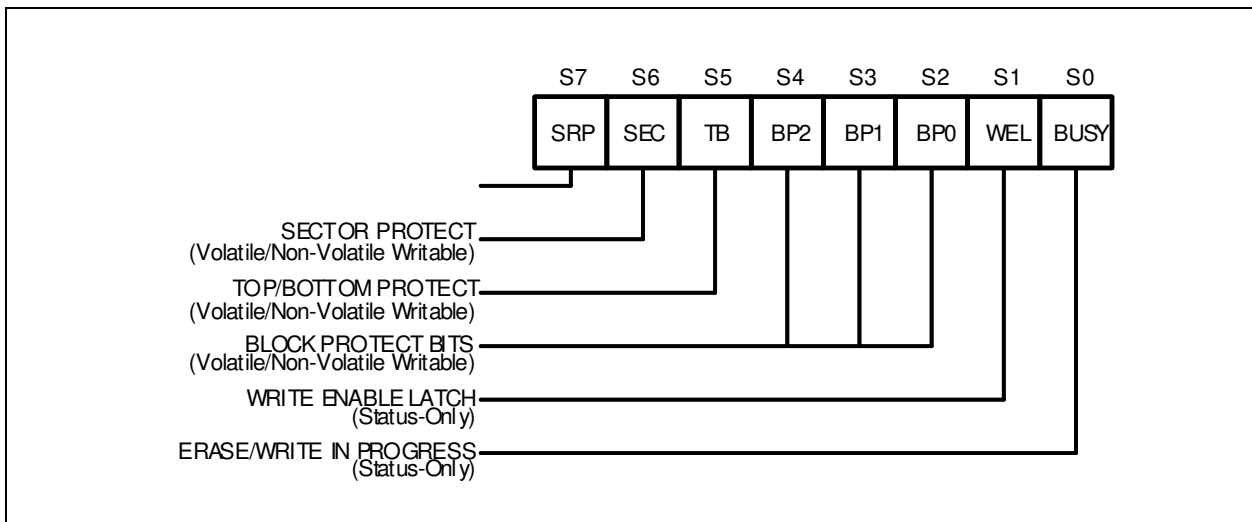 S7 S6 S5 S4 S3 S2 S1 S0
SRP SEC TB BP2 BP1 BP0 WEL BUSY
SECTOR PROTECT
(Volatile/Non-Volatile Writable)
TOP/BOTTOM PROTECT
(Volatile/Non-Volatile Writable)
BLOCK PROTECT BITS
(Volatile/Non-Volatile Writable)
WRITE ENABLE LATCH
(Status-Only)
ERASE/WRITE IN PROGRESS
(Status-Only)